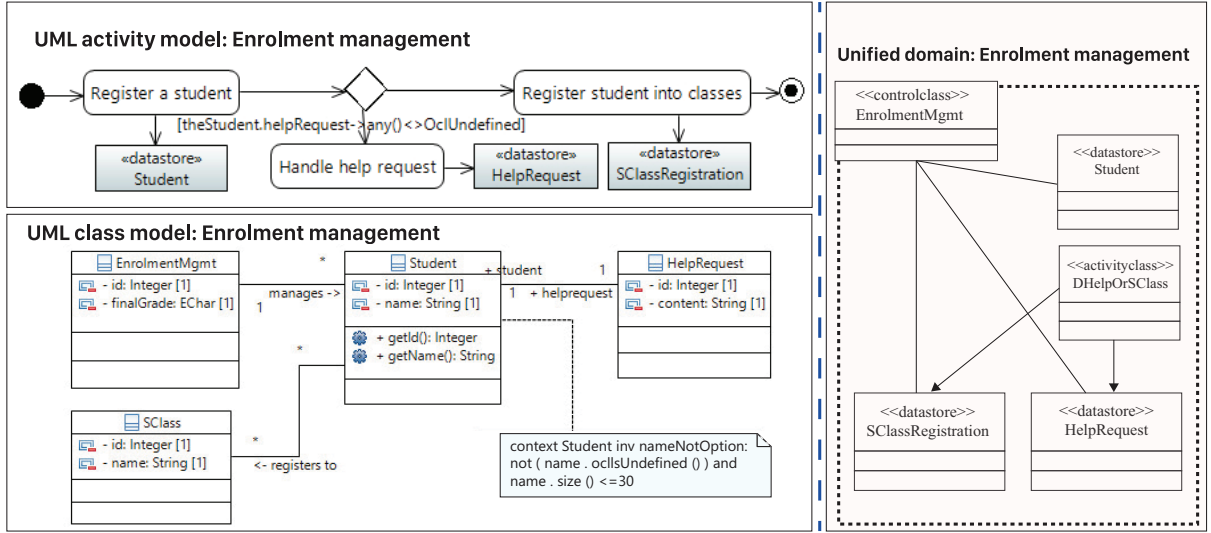 UML activity model: Enrolment management
Register a student
Register student into classes
[theStudent.helpRequest->any()<>OclUndefined]
«datastore»
Student
Handle help request
«datastore»
HelpRequest
«datastore»
SClassRegistration
UML class model: Enrolment management
EnrolmentMgmt
- id: Integer [1]
- finalGrade: EChar [1]
*
manages ->
1
Student
- id: Integer [1]
- name: String [1]
+ getId(): Integer
+ getName(): String
+ student
1
1
+ helprequest
HelpRequest
- id: Integer [1]
- content: String [1]
*
SClass
- id: Integer [1]
- name: String [1]
*
<- registers to
context Student inv nameNotOption:
not ( name . oclIsUndefined () ) and
name . size () <=30
Unified domain: Enrolment management
<<controlclass>>
EnrolmentMgmt
<<datastore>>
Student
<<activityclass>>
DHelpOrSClass
<<datastore>>
SClassRegistration
<<datastore>>
HelpRequest